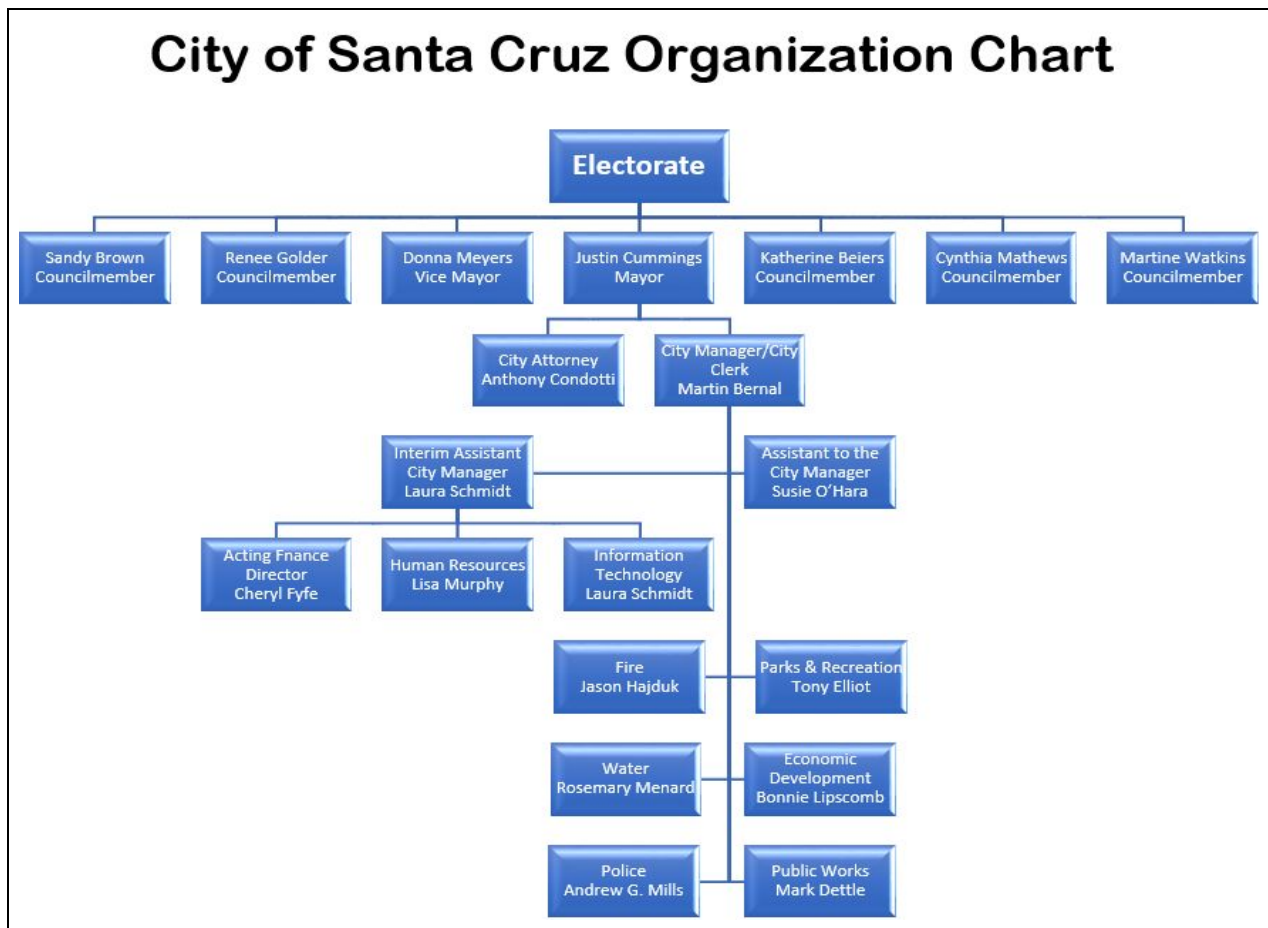 City of Santa Cruz Organization Chart
Electorate
Sandy Brown
Councilmember
Renee Golder
Councilmember
Donna Meyers
Vice Mayor
Justin Cummings
Mayor
Katherine Beiers
Councilmember
Cynthia Mathews
Councilmember
Martine Watkins
Councilmember
City Attorney
Anthony Condotti
City Manager/City
Clerk
Martin Bernal
Interim Assistant
City Manager
Laura Schmidt
Assistant to the
City Manager
Susie O’Hara
Acting Fnance
Director
Cheryl Fyfe
Human Resources
Lisa Murphy
Information
Technology
Laura Schmidt
Fire
Jason Hajduk
Parks & Recreation
Tony Elliot
Water
Rosemary Menard
Economic
Development
Bonnie Lipscomb
Police
Andrew G. Mills
Public Works
Mark Dettle